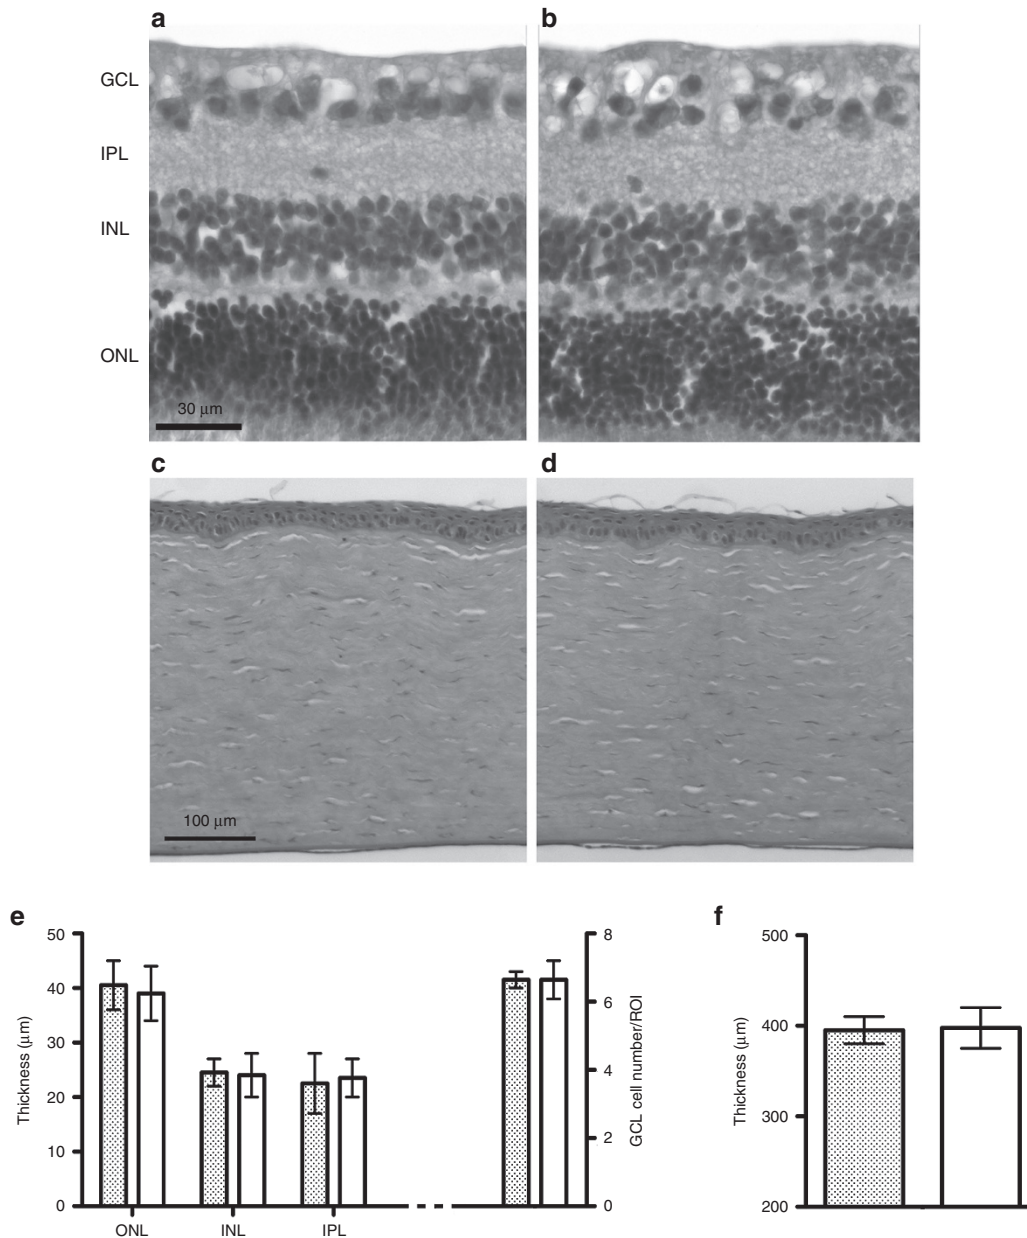 a
b
GCL
IPL
INL
ONL
30 μm
c
d
100 μm
e
50
40
30
20
10
0
Thickness (μm)
ONL
INL
IPL
8
6
4
2
0
GCL cell number/ROI
f
500
400
300
200
Thickness (μm)